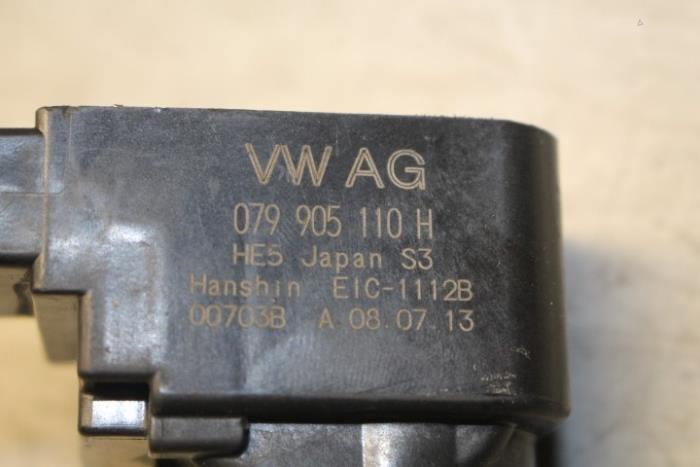 VW AG
079 905 110 H
HE5 Japan S3
Hanshin EIC-1112B
00703B A 08.07.13